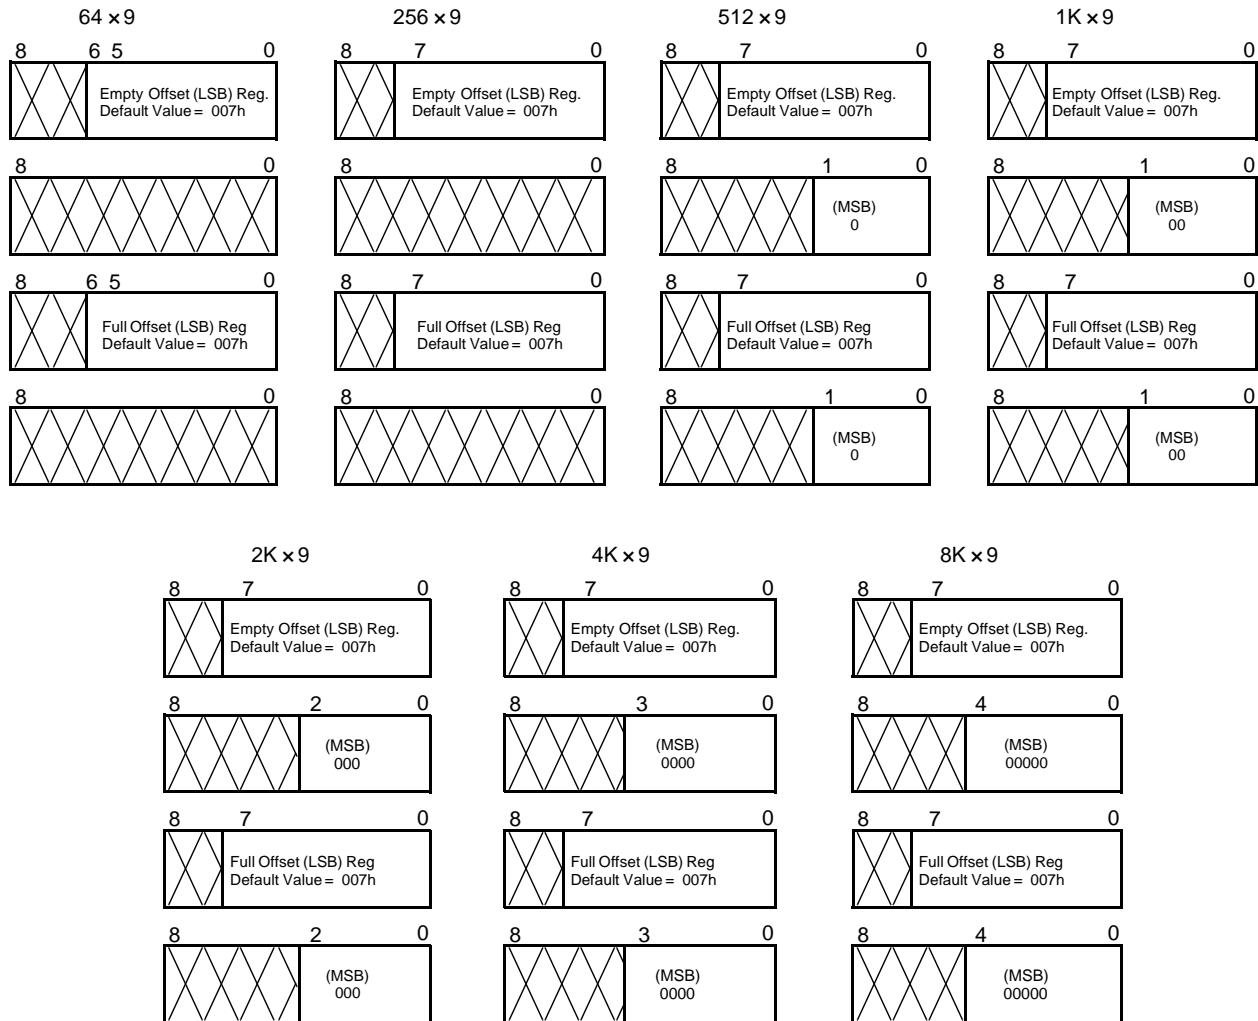 64 × 9 256 × 9 512 × 9 1K × 9
8 6 5 0 8 7 0 8 7 0 8 7 0
Empty Offset (LSB) Reg. Empty Offset (LSB) Reg. Empty Offset (LSB) Reg. Empty Offset (LSB) Reg.
Default Value = 007h Default Value = 007h Default Value = 007h Default Value = 007h
8 0 8 0 8 1 0 8 1 0
(MSB) (MSB)
0 00
8 6 5 0 8 7 0 8 7 0 8 7 0
Full Offset (LSB) Reg Full Offset (LSB) Reg Full Offset (LSB) Reg Full Offset (LSB) Reg
Default Value = 007h Default Value = 007h Default Value = 007h Default Value = 007h
8 0 8 0 8 1 0 8 1 0
(MSB) (MSB)
0 00
2K × 9 4K × 9 8K × 9
8 7 0 8 7 0 8 7 0
Empty Offset (LSB) Reg. Empty Offset (LSB) Reg. Empty Offset (LSB) Reg.
Default Value = 007h Default Value = 007h Default Value = 007h
8 2 0 8 3 0 8 4 0
(MSB) (MSB) (MSB)
000 0000 00000
8 7 0 8 7 0 8 7 0
Full Offset (LSB) Reg Full Offset (LSB) Reg Full Offset (LSB) Reg
Default Value = 007h Default Value = 007h Default Value = 007h
8 2 0 8 3 0 8 4 0
(MSB) (MSB) (MSB)
000 0000 00000